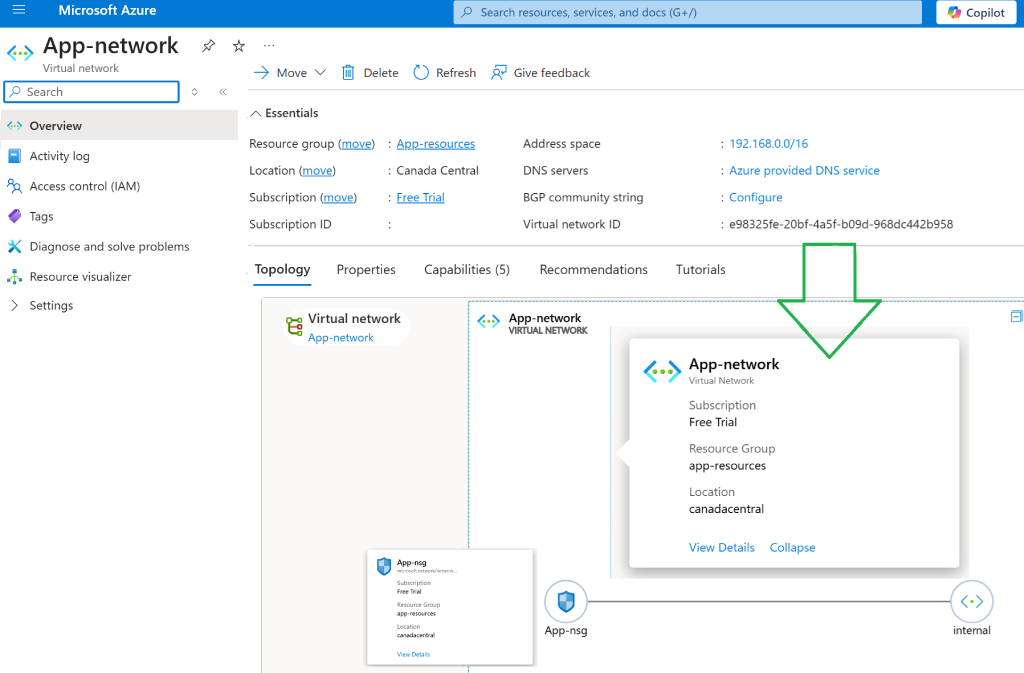 Microsoft Azure
Search resources, services, and docs (G+/)
Copilot
App-network
Virtual network
Search
Overview
Activity log
Access control (IAM)
Tags
Diagnose and solve problems
Resource visualizer
Settings
Move
Delete
Refresh
Give feedback
Essentials
Resource group (move) : App-resources
Location (move) : Canada Central
Subscription (move) : Free Trial
Subscription ID :
Address space : 192.168.0.0/16
DNS servers : Azure provided DNS service
BGP community string : Configure
Virtual network ID : e98325fe-20bf-4a5f-b09d-968dc442b958
Topology
Properties
Capabilities (5)
Recommendations
Tutorials
Virtual network
App-network
App-network
VIRTUAL NETWORK
App-network
Virtual Network
Subscription
Free Trial
Resource Group
app-resources
Location
canadacentral
View Details Collapse
App-nsg
microsoft.network/network...
Subscription
Free Trial
Resource Group
app-resources
Location
canadacentral
View Details
App-nsg
internal